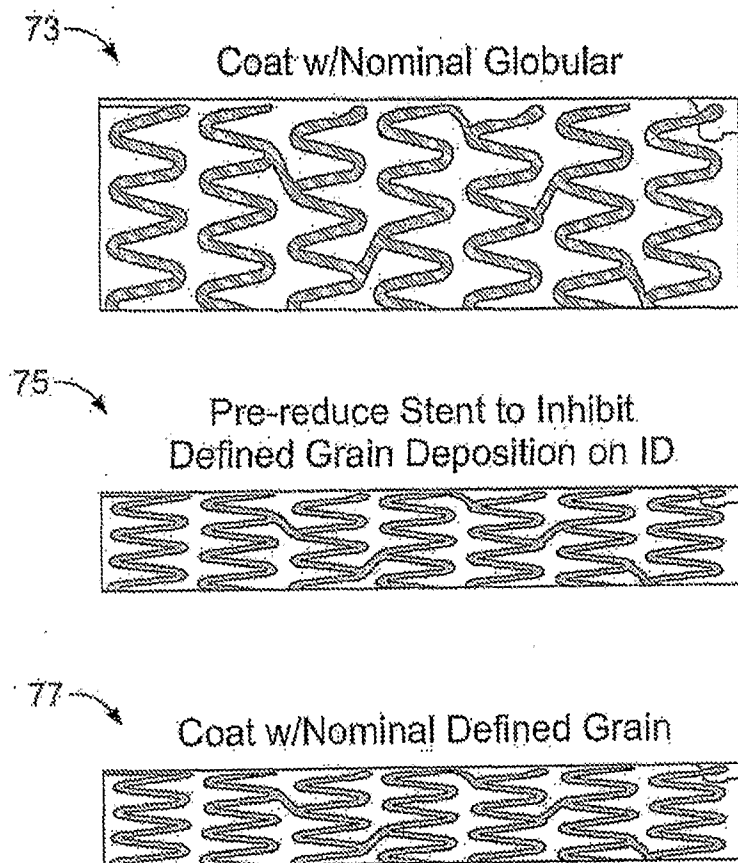 73
Coat w/Nominal Globular
75
Pre-reduce Stent to Inhibit
Defined Grain Deposition on ID
77
Coat w/Nominal Defined Grain